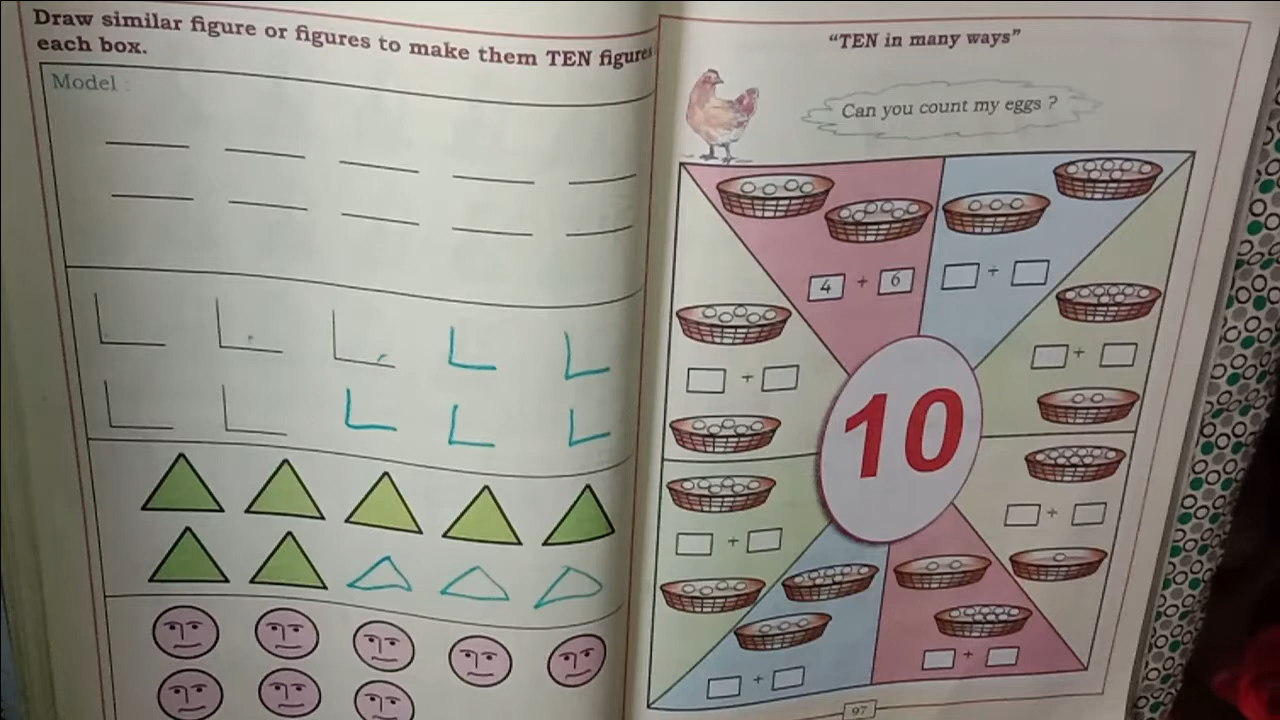 Draw similar figure or figures to make them TEN figures
each box.
Model :
"TEN in many ways"
Can you count my eggs ?
4 + 6
+
+
+
10
+
+
+
+
97